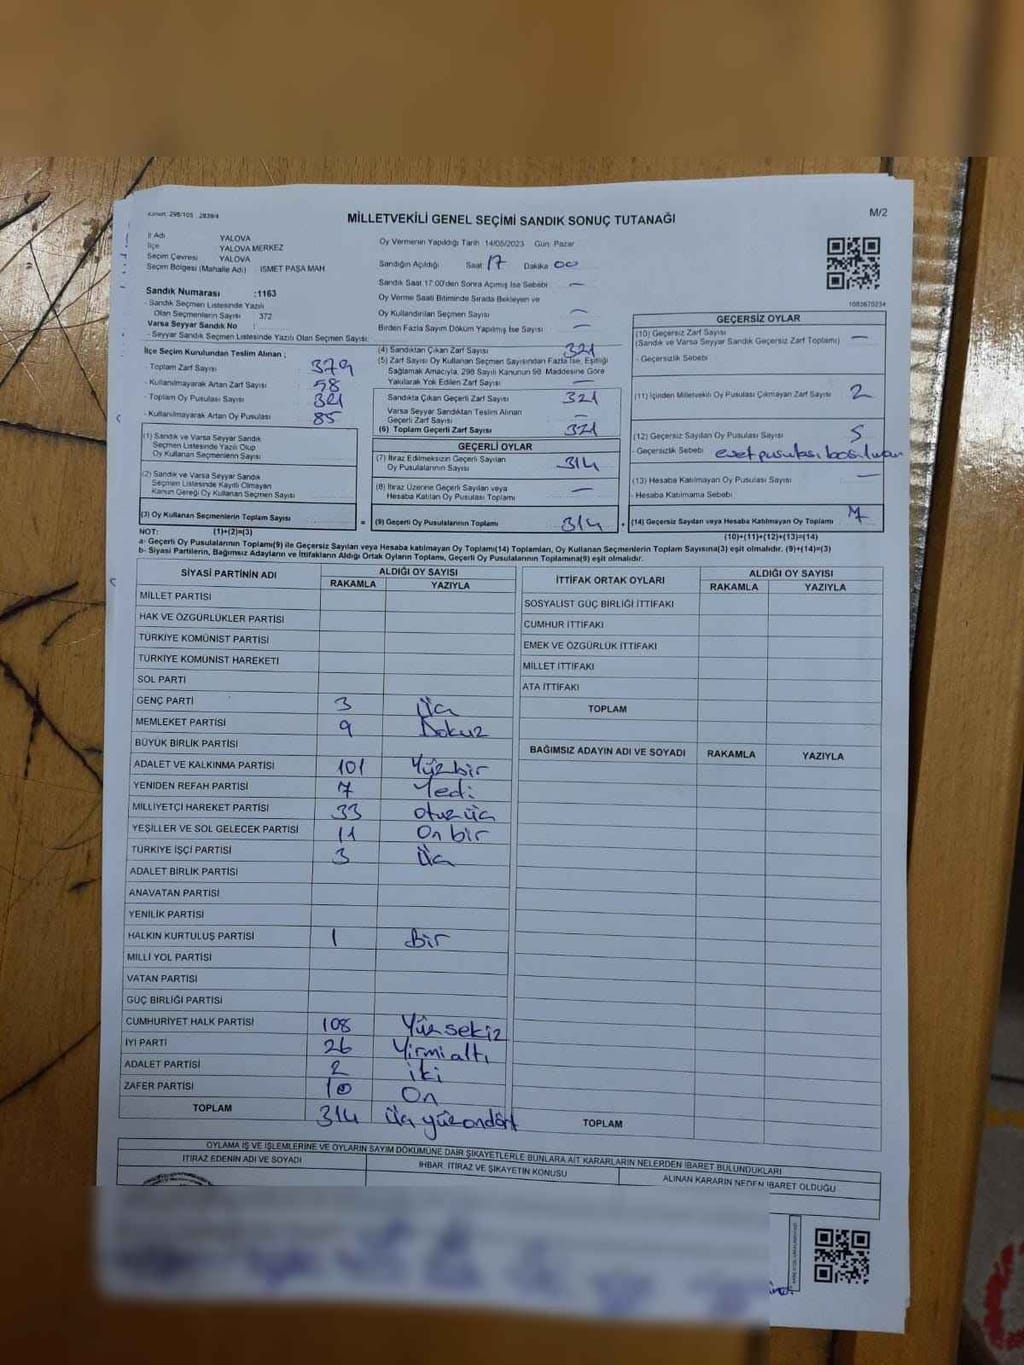 Kanun: 298/105 2839/4
MİLLETVEKİLİ GENEL SEÇİMİ SANDIK SONUÇ TUTANAĞI
M/2
İl Adı YALOVA
İlçe YALOVA MERKEZ
Seçim Çevresi YALOVA
Seçim Bölgesi (Mahalle Adı) İSMET PAŞA MAH
Sandık Numarası :1163
- Sandık Seçmen Listesinde Yazılı
Olan Seçmenlerin Sayısı 372
Varsa Seyyar Sandık No :
- Seyyar Sandık Seçmen Listesinde Yazılı Olan Seçmen Sayısı:
Oy Vermenin Yapıldığı Tarih 14/05/2023 Gün: Pazar
Sandığın Açıldığı Saat 17 Dakika 00
Sandık Saat 17:00'den Sonra Açılmış İse Sebebi —
Oy Verme Saati Bitiminde Sırada Bekleyen ve
Oy Kullandırılan Seçmen Sayısı —
Birden Fazla Sayım Döküm Yapılmış İse Sayısı —
1083670234
İlçe Seçim Kurulundan Teslim Alınan ;
- Toplam Zarf Sayısı 379
- Kullanılmayarak Artan Zarf Sayısı 58
- Toplam Oy Pusulası Sayısı 321
- Kullanılmayarak Artan Oy Pusulası 85
(1) Sandık ve Varsa Seyyar Sandık
Seçmen Listesinde Yazılı Olup
Oy Kullanan Seçmenlerin Sayısı
(2) Sandık ve Varsa Seyyar Sandık
Seçmen Listesinde Kayıtlı Olmayan
Kanun Gereği Oy Kullanan Seçmen Sayısı
(3) Oy Kullanan Seçmenlerin Toplam Sayısı =
(4) Sandıktan Çıkan Zarf Sayısı 321
(5) Zarf Sayısı Oy Kullanan Seçmen Sayısından Fazla İse, Eşitliği
Sağlamak Amacıyla, 298 Sayılı Kanunun 98. Maddesine Göre
Yakılarak Yok Edilen Zarf Sayısı —
Sandıkta Çıkan Geçerli Zarf Sayısı 321
Varsa Seyyar Sandıktan Teslim Alınan
Geçerli Zarf Sayısı —
(6) Toplam Geçerli Zarf Sayısı 321
GEÇERLİ OYLAR
(7) İtiraz Edilmeksizin Geçerli Sayılan
Oy Pusulalarının Sayısı 314
(8) İtiraz Üzerine Geçerli Sayılan veya
Hesaba Katılan Oy Pusulası Toplamı —
(9) Geçerli Oy Pusulalarının Toplamı 314 +
GEÇERSİZ OYLAR
(10) Geçersiz Zarf Sayısı
(Sandık ve Varsa Seyyar Sandık Geçersiz Zarf Toplamı) —
- Geçersizlik Sebebi
(11) İçinden Milletvekili Oy Pusulası Çıkmayan Zarf Sayısı 2
(12) Geçersiz Sayılan Oy Pusulası Sayısı 5
- Geçersizlik Sebebi
(13) Hesaba Katılmayan Oy Pusulası Sayısı —
- Hesaba Katılmama Sebebi
(14) Geçersiz Sayılan veya Hesaba Katılmayan Oy Toplamı 7
NOT: (1)+(2)=(3)
(10)+(11)+(12)+(13)=(14)
a- Geçerli Oy Pusulası Toplamı(9) ile Geçersiz Sayılan veya Hesaba katılmayan Oy Toplamı(14) Toplamları, Oy Kullanan Seçmenlerin Toplam Sayısına(3) eşit olmalıdır. (9)+(14)=(3)
b- Siyasi Partilerin, Bağımsız Adayların ve İttifakların Aldığı Ortak Oyların Toplamı, Geçerli Oy Pusulalarının Toplamına(9) eşit olmalıdır.
SİYASİ PARTİNİN ADI ALDIĞI OY SAYISI
RAKAMLA YAZIYLA
MİLLET PARTİSİ
HAK VE ÖZGÜRLÜKLER PARTİSİ
TÜRKİYE KOMÜNİST PARTİSİ
TÜRKİYE KOMÜNİST HAREKETİ
SOL PARTİ
GENÇ PARTİ 3 üç
MEMLEKET PARTİSİ 9 Dokuz
BÜYÜK BİRLİK PARTİSİ
ADALET VE KALKINMA PARTİSİ 101 Yüzbir
YENİDEN REFAH PARTİSİ 7 Yedi
MİLLİYETÇİ HAREKET PARTİSİ 33 otuzüç
YEŞİLLER VE SOL GELECEK PARTİSİ 11 On bir
TÜRKİYE İŞÇİ PARTİSİ 3 üç
ADALET BİRLİK PARTİSİ
ANAVATAN PARTİSİ
YENİLİK PARTİSİ
HALKIN KURTULUŞ PARTİSİ 1 Bir
MİLLİ YOL PARTİSİ
VATAN PARTİSİ
GÜÇ BİRLİĞİ PARTİSİ
CUMHURİYET HALK PARTİSİ 108 Yüzsekiz
İYİ PARTİ 26 Yirmialtı
ADALET PARTİSİ 2 iki
ZAFER PARTİSİ 10 On
TOPLAM 314 üçyüzondört
İTTİFAK ORTAK OYLARI ALDIĞI OY SAYISI
RAKAMLA YAZIYLA
SOSYALİST GÜÇ BİRLİĞİ İTTİFAKI
CUMHUR İTTİFAKI
EMEK VE ÖZGÜRLÜK İTTİFAKI
MİLLET İTTİFAKI
ATA İTTİFAKI
TOPLAM
BAĞIMSIZ ADAYIN ADI VE SOYADI RAKAMLA YAZIYLA
TOPLAM
OYLAMA İŞ VE İŞLEMLERİNE VE OYLARIN SAYIM DÖKÜMÜNE DAİR ŞİKAYETLERLE BUNLARA AİT KARARLARIN NELERDEN İBARET BULUNDUKLARI
İTİRAZ EDENİN ADI VE SOYADI
İHBAR, İTİRAZ VE ŞİKAYETİN KONUSU
ALINAN KARARIN NEDEN İBARET OLDUĞU